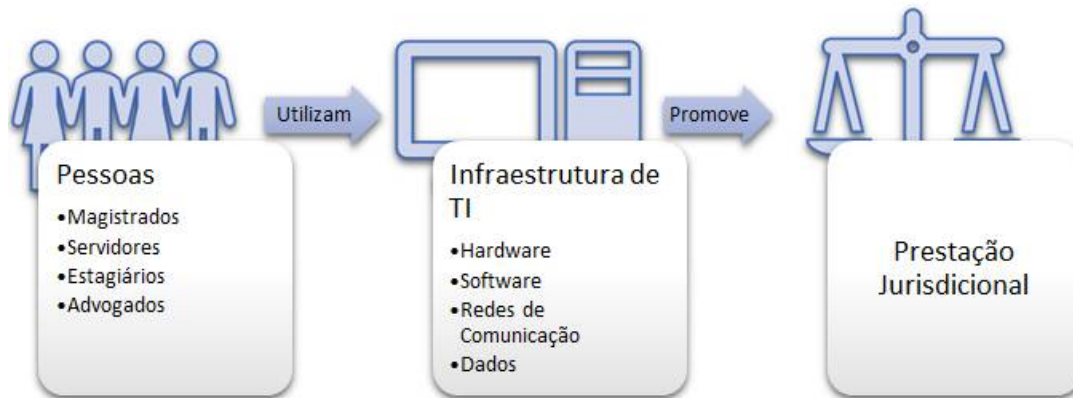 Utilizam
Promove
Pessoas
•Magistrados
•Servidores
•Estagiários
•Advogados
Infraestrutura de
TI
•Hardware
•Software
•Redes de
Comunicação
•Dados
Prestação
Jurisdicional